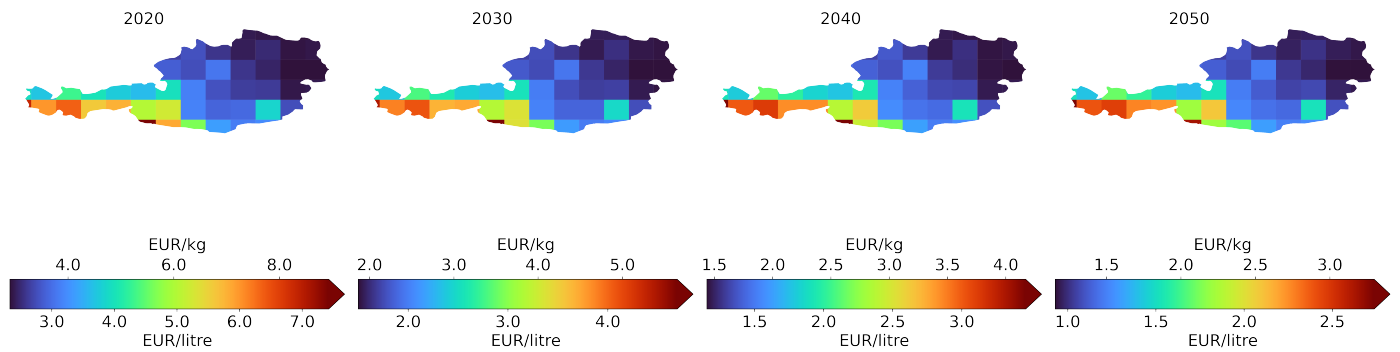 2020 2030 2040 2050
EUR/kg EUR/kg EUR/kg EUR/kg
4.0 6.0 8.0 2.0 3.0 4.0 5.0 1.5 2.0 2.5 3.0 3.5 4.0 1.5 2.0 2.5 3.0
3.0 4.0 5.0 6.0 7.0 2.0 3.0 4.0 1.5 2.0 2.5 3.0 1.0 1.5 2.0 2.5
EUR/litre EUR/litre EUR/litre EUR/litre